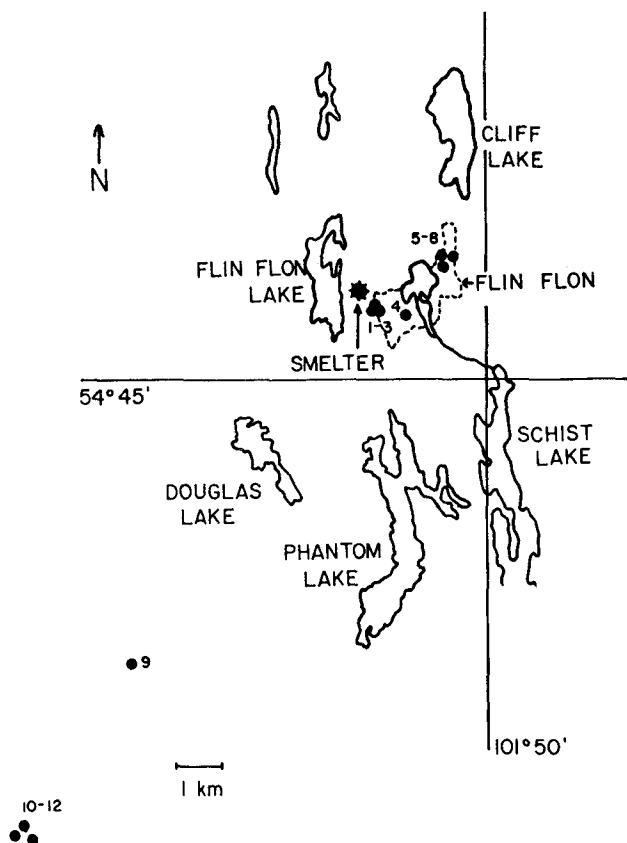 CLIFF
LAKE
N
5-8
FLIN FLON
LAKE
FLIN FLON
4
1-3
SMELTER
54°45'
SCHIST
LAKE
DOUGLAS
LAKE
PHANTOM
LAKE
9
101°50'
1 km
10-12